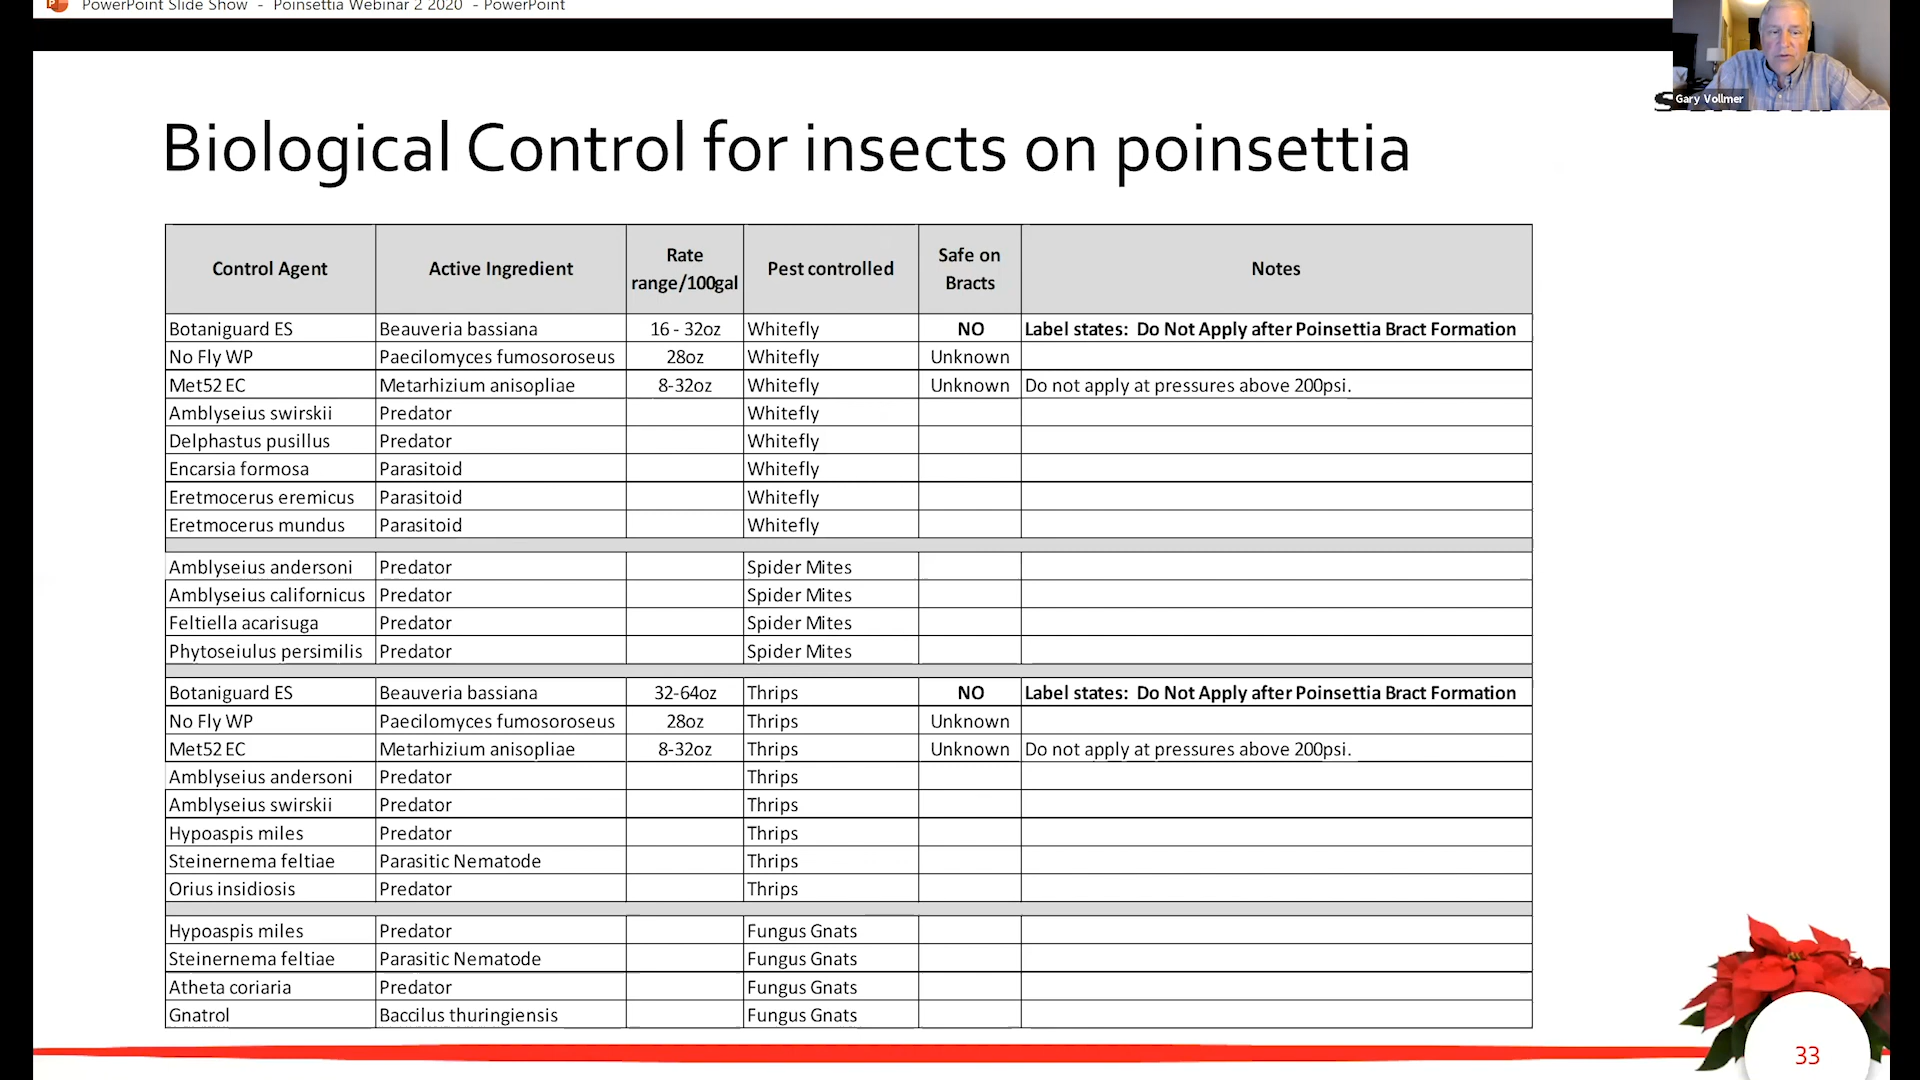 PowerPoint Slide Show - Poinsettia Webinar 2 2020 - PowerPoint
Gary Vollmer
Biological Control for insects on poinsettia
Control Agent Active Ingredient Rate range/100gal Pest controlled Safe on Bracts Notes
Botaniguard ES Beauveria bassiana 16 - 32oz Whitefly NO Label states: Do Not Apply after Poinsettia Bract Formation
No Fly WP Paecilomyces fumosoroseus 28oz Whitefly Unknown
Met52 EC Metarhizium anisopliae 8-32oz Whitefly Unknown Do not apply at pressures above 200psi.
Amblyseius swirskii Predator Whitefly
Delphastus pusillus Predator Whitefly
Encarsia formosa Parasitoid Whitefly
Eretmocerus eremicus Parasitoid Whitefly
Eretmocerus mundus Parasitoid Whitefly
Amblyseius andersoni Predator Spider Mites
Amblyseius californicus Predator Spider Mites
Feltiella acarisuga Predator Spider Mites
Phytoseiulus persimilis Predator Spider Mites
Botaniguard ES Beauveria bassiana 32-64oz Thrips NO Label states: Do Not Apply after Poinsettia Bract Formation
No Fly WP Paecilomyces fumosoroseus 28oz Thrips Unknown
Met52 EC Metarhizium anisopliae 8-32oz Thrips Unknown Do not apply at pressures above 200psi.
Amblyseius andersoni Predator Thrips
Amblyseius swirskii Predator Thrips
Hypoaspis miles Predator Thrips
Steinernema feltiae Parasitic Nematode Thrips
Orius insidiosis Predator Thrips
Hypoaspis miles Predator Fungus Gnats
Steinernema feltiae Parasitic Nematode Fungus Gnats
Atheta coriaria Predator Fungus Gnats
Gnatrol Baccilus thuringiensis Fungus Gnats
33